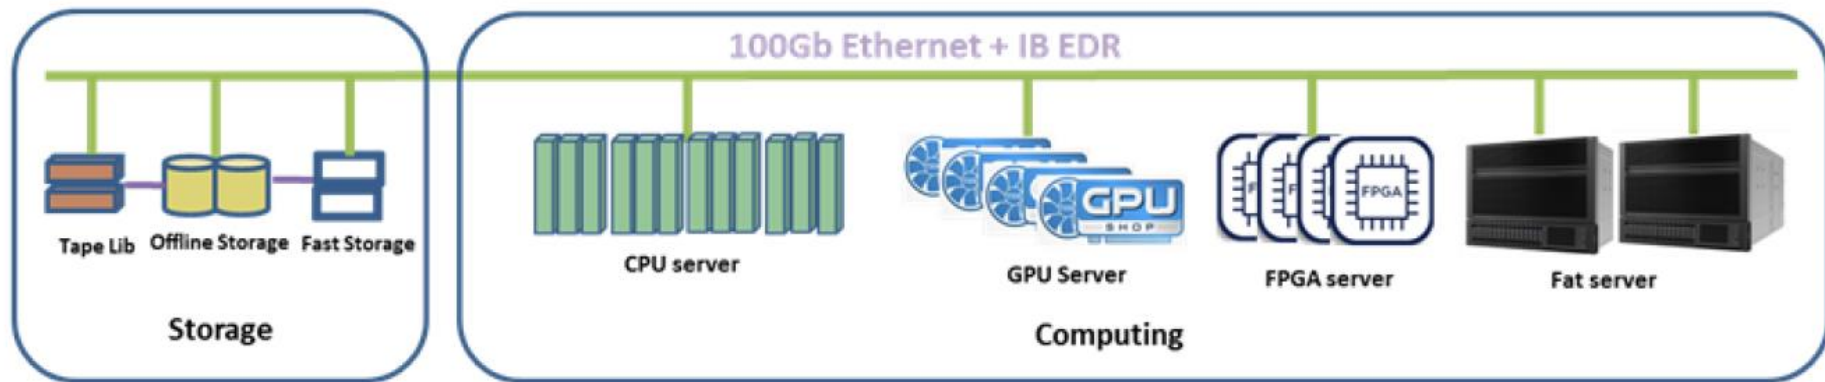 100Gb Ethernet + IB EDR
Tape Lib
Offline Storage
Fast Storage
Storage
CPU server
GPU
SHOP
GPU Server
F
F
FPGA
FPGA server
Fat server
Computing